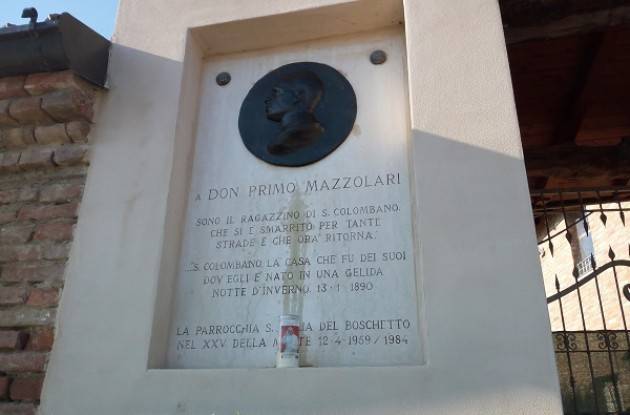 A DON PRIMO MAZZOLARI
SONO IL RAGAZZINO DI S. COLOMBANO.
CHE SI È SMARRITO PER TANTE
STRADE E CHE ORA RITORNA."
"S. COLOMBANO LA CASA CHE FU DEI SUOI
DOV'EGLI È NATO IN UNA GELIDA
NOTTE D'INVERNO. 13-1-1890
LA PARROCCHIA S. DEL BOSCHETTO
NEL XXV DELLA 12-4-1959/1984